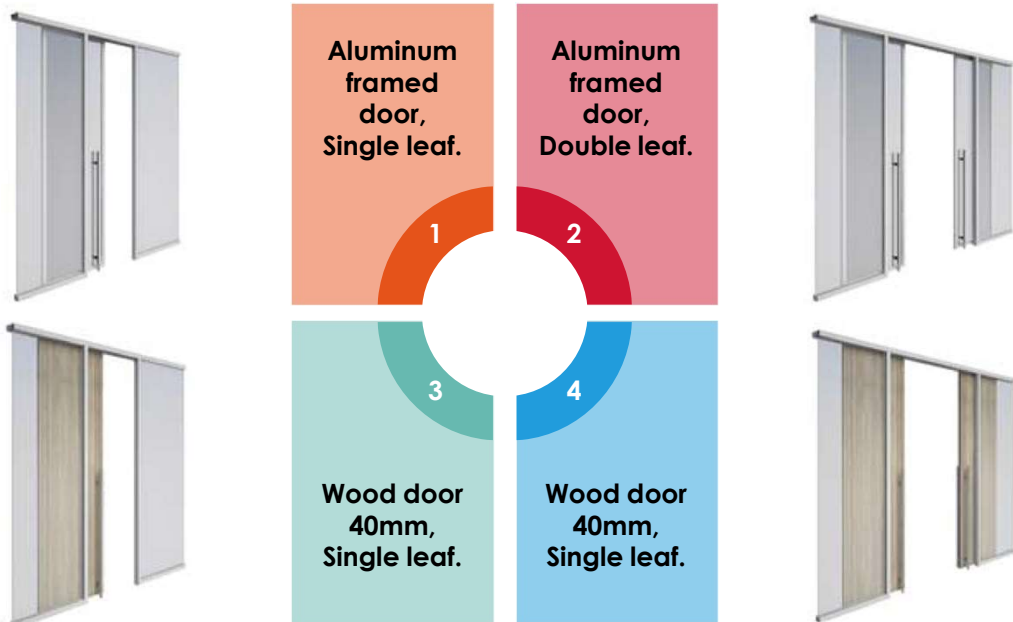 Aluminum
framed
door,
Single leaf.
1
Aluminum
framed
door,
Double leaf.
2
3
Wood door
40mm,
Single leaf.
4
Wood door
40mm,
Single leaf.